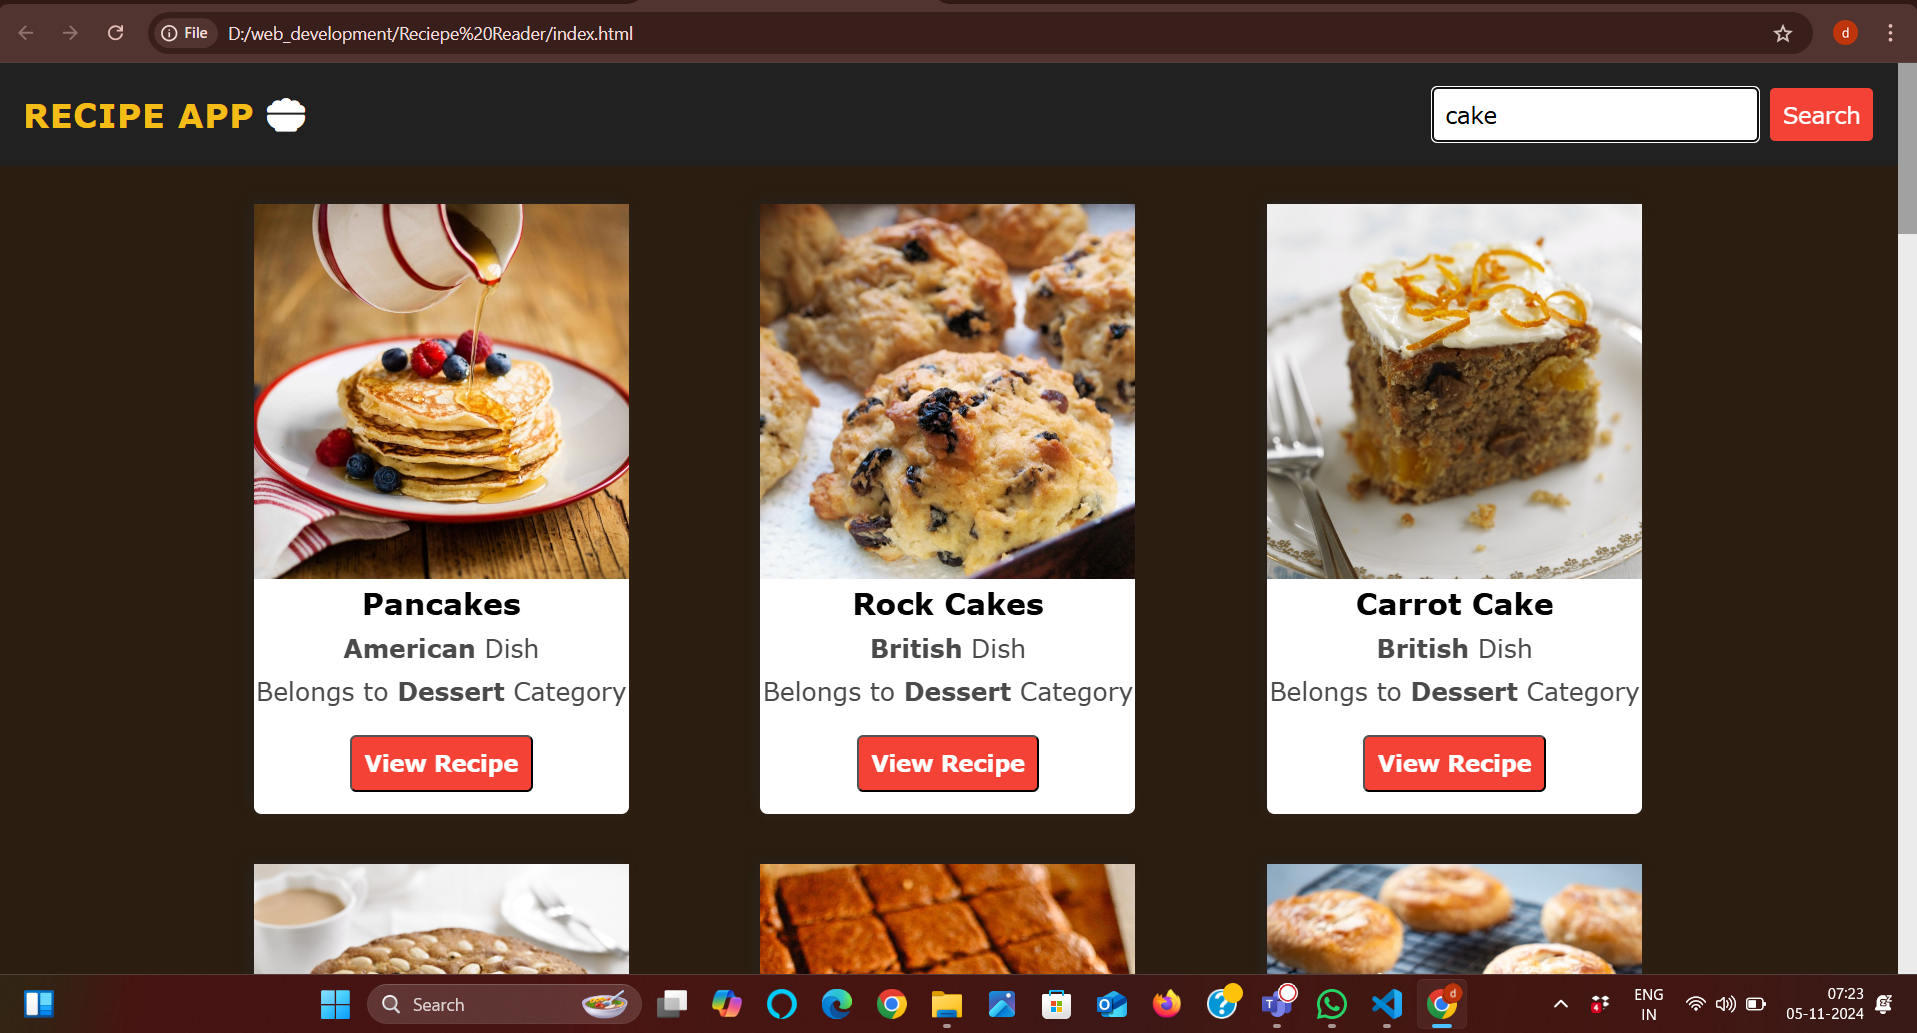 File D:/web_development/Reciepe%20Reader/index.html
d
RECIPE APP
cake
Search
Pancakes
American Dish
Belongs to Dessert Category
View Recipe
Rock Cakes
British Dish
Belongs to Dessert Category
View Recipe
Carrot Cake
British Dish
Belongs to Dessert Category
View Recipe
Search
ENG
IN
07:23
05-11-2024